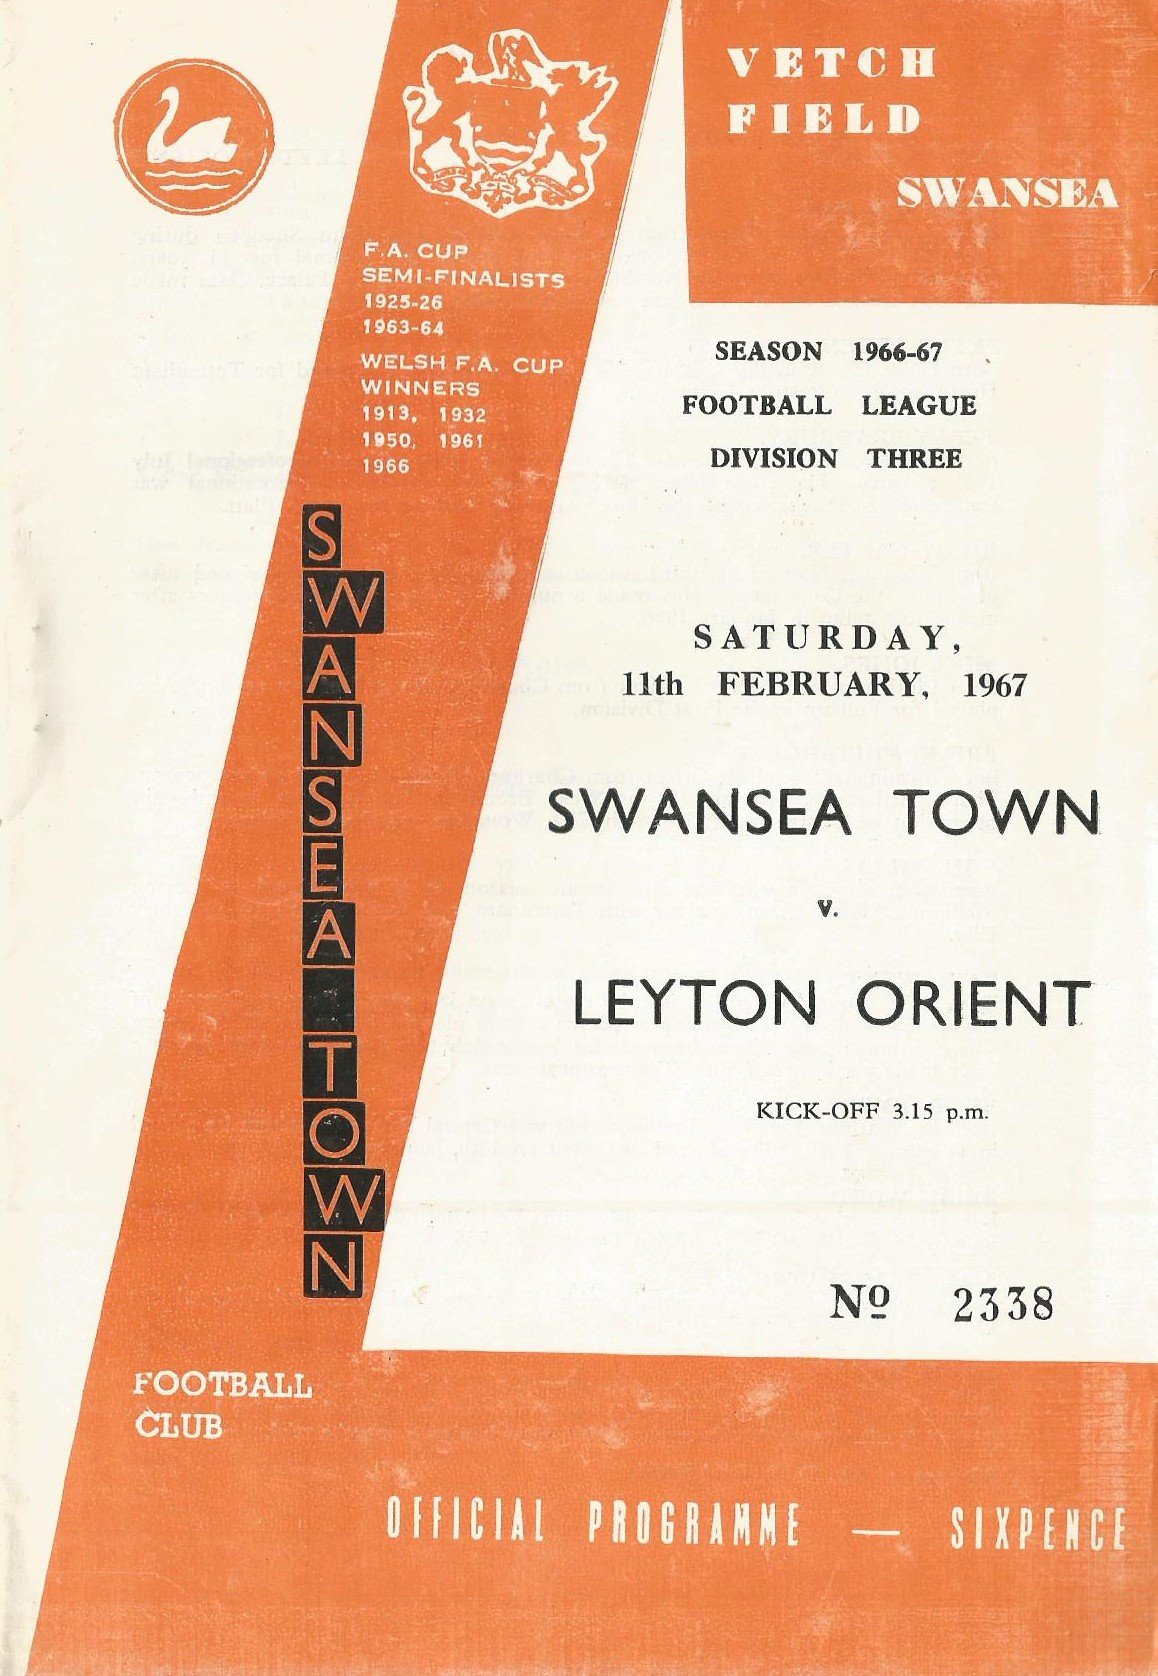 VETCH
FIELD
SWANSEA
F.A. CUP
SEMI-FINALISTS
1925-26
1963-64
WELSH F.A. CUP
WINNERS
1913, 1932
1950, 1961
1966
SEASON 1966-67
FOOTBALL LEAGUE
DIVISION THREE
SATURDAY,
11th FEBRUARY, 1967
SWANSEA TOWN
v.
LEYTON ORIENT
KICK-OFF 3.15 p.m.
Nº 2338
SWANSEA TOWN
FOOTBALL
CLUB
OFFICIAL PROGRAMME — SIXPENCE